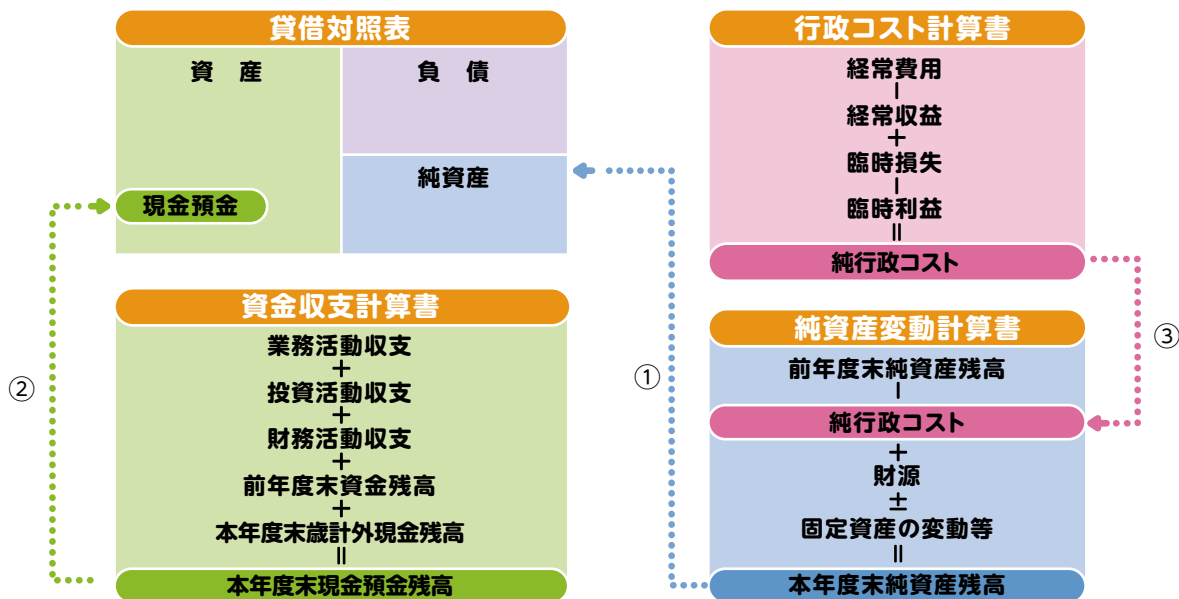 貸借対照表
資 産
負 債
純資産
現金預金
資金収支計算書
業務活動収支
+
投資活動収支
+
財務活動収支
+
前年度末資金残高
+
本年度末歳計外現金残高
=
本年度末現金預金残高
②
①
行政コスト計算書
経常費用
-
経常収益
+
臨時損失
-
臨時利益
=
純行政コスト
純資産変動計算書
前年度末純資産残高
-
純行政コスト
+
財源
±
固定資産の変動等
=
本年度末純資産残高
③